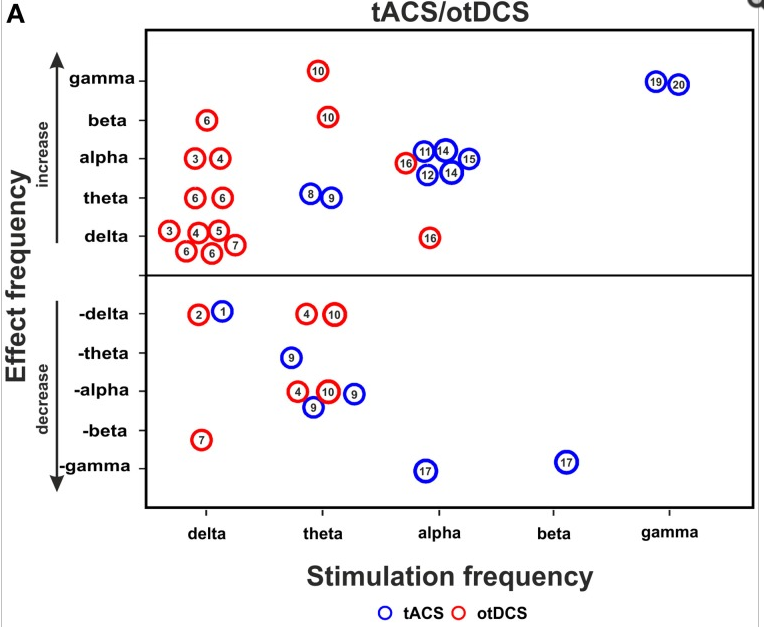 A
tACS/otDCS
Effect frequency
increase
decrease
gamma
beta
alpha
theta
delta
-delta
-theta
-alpha
-beta
-gamma
10
19 20
6
10
3 4
16 11 14 15
12 14
6 6
8 9
3 4 5 7
6 6
16
2 1
4 10
9
4 10 9
9
7
17
17
delta theta alpha beta gamma
Stimulation frequency
tACS otDCS